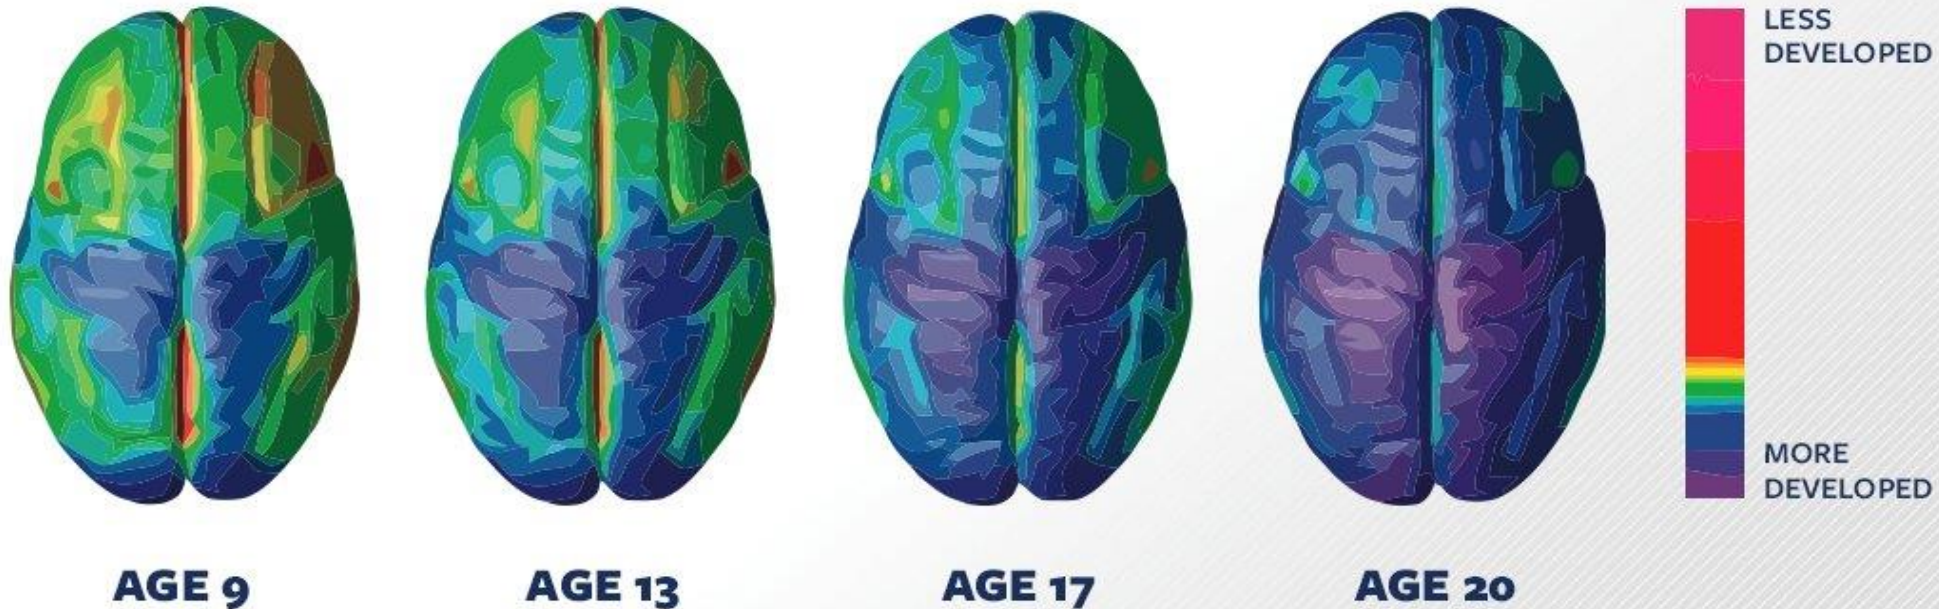 LESS
DEVELOPED
MORE
DEVELOPED
AGE 9
AGE 13
AGE 17
AGE 20